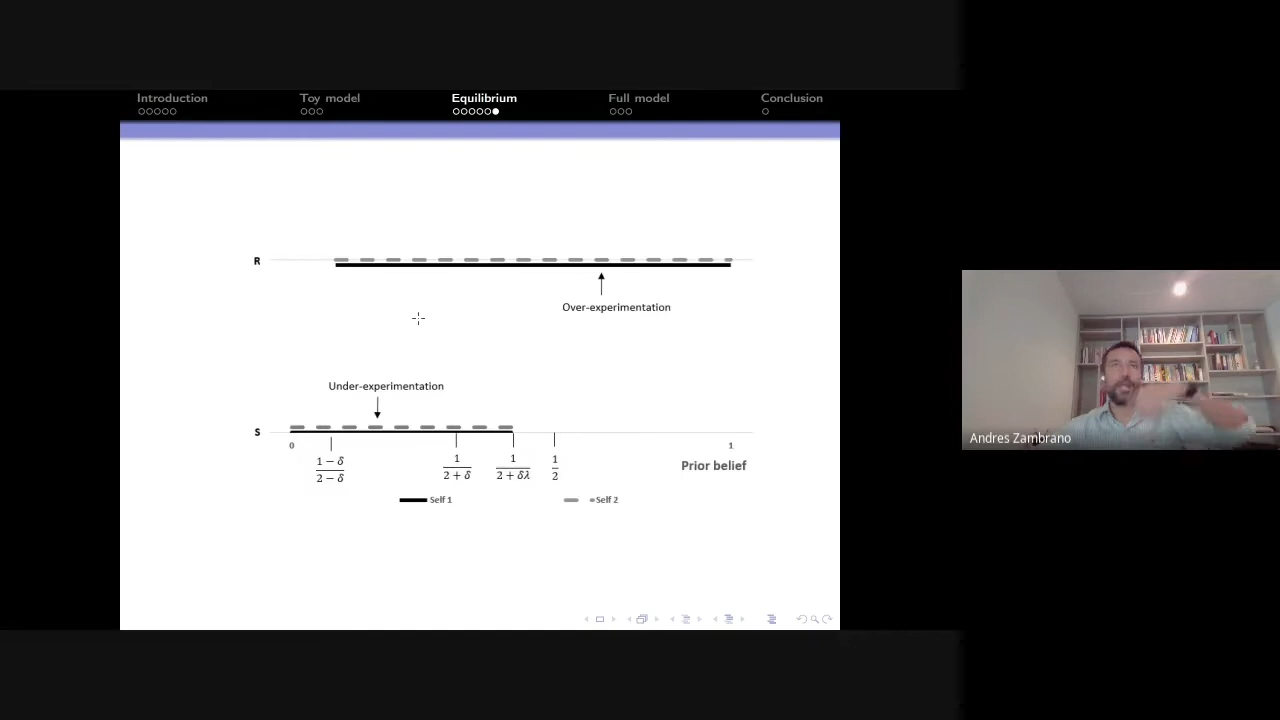 Introduction Toy model Equilibrium Full model Conclusion
R
Over-experimentation
Under-experimentation
S
0 1
1 − δ / 2 − δ 1 / 2 + δ 1 / 2 + δλ 1 / 2 Prior belief
Self 1 Self 2
Andres Zambrano